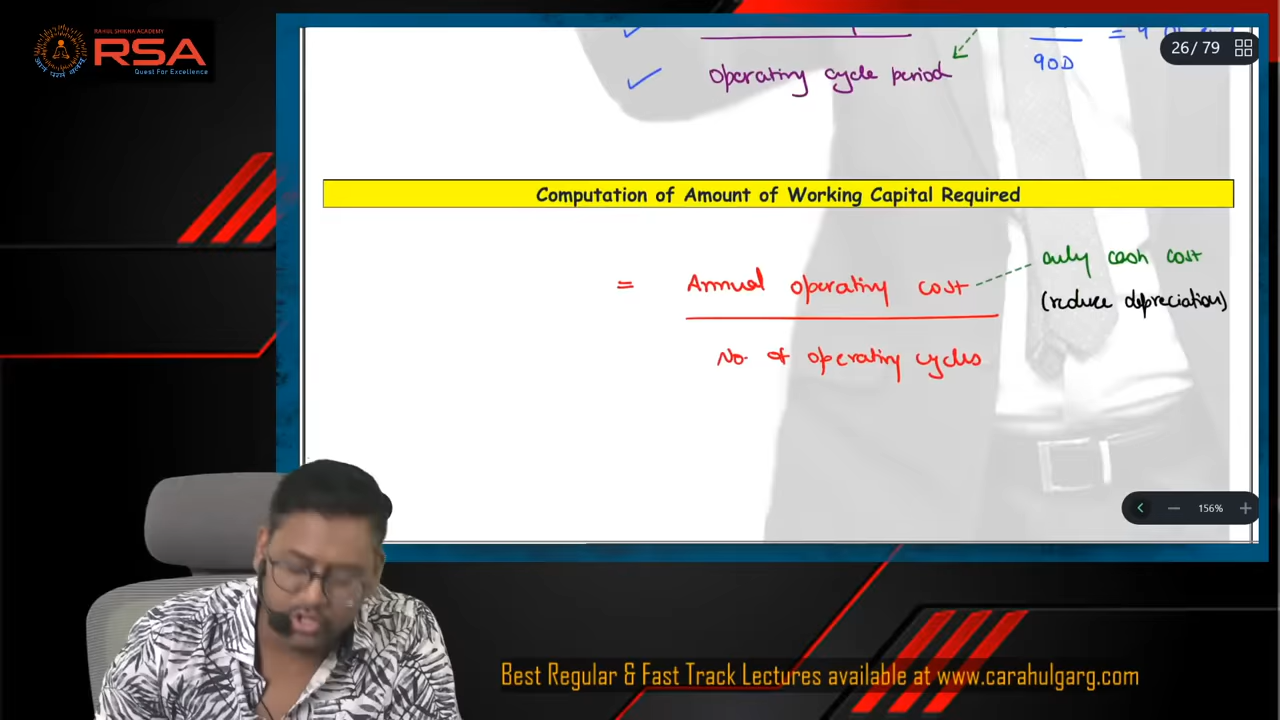 RAHUL SHIKHA ACADEMY
RSA
Quest For Excellence
26 / 79
90D
operating cycle period
Computation of Amount of Working Capital Required
= Annual operating cost
only cash cost
(reduce depreciation)
No. of operating cycles
156%
Best Regular & Fast Track Lectures available at www.carahulgarg.com